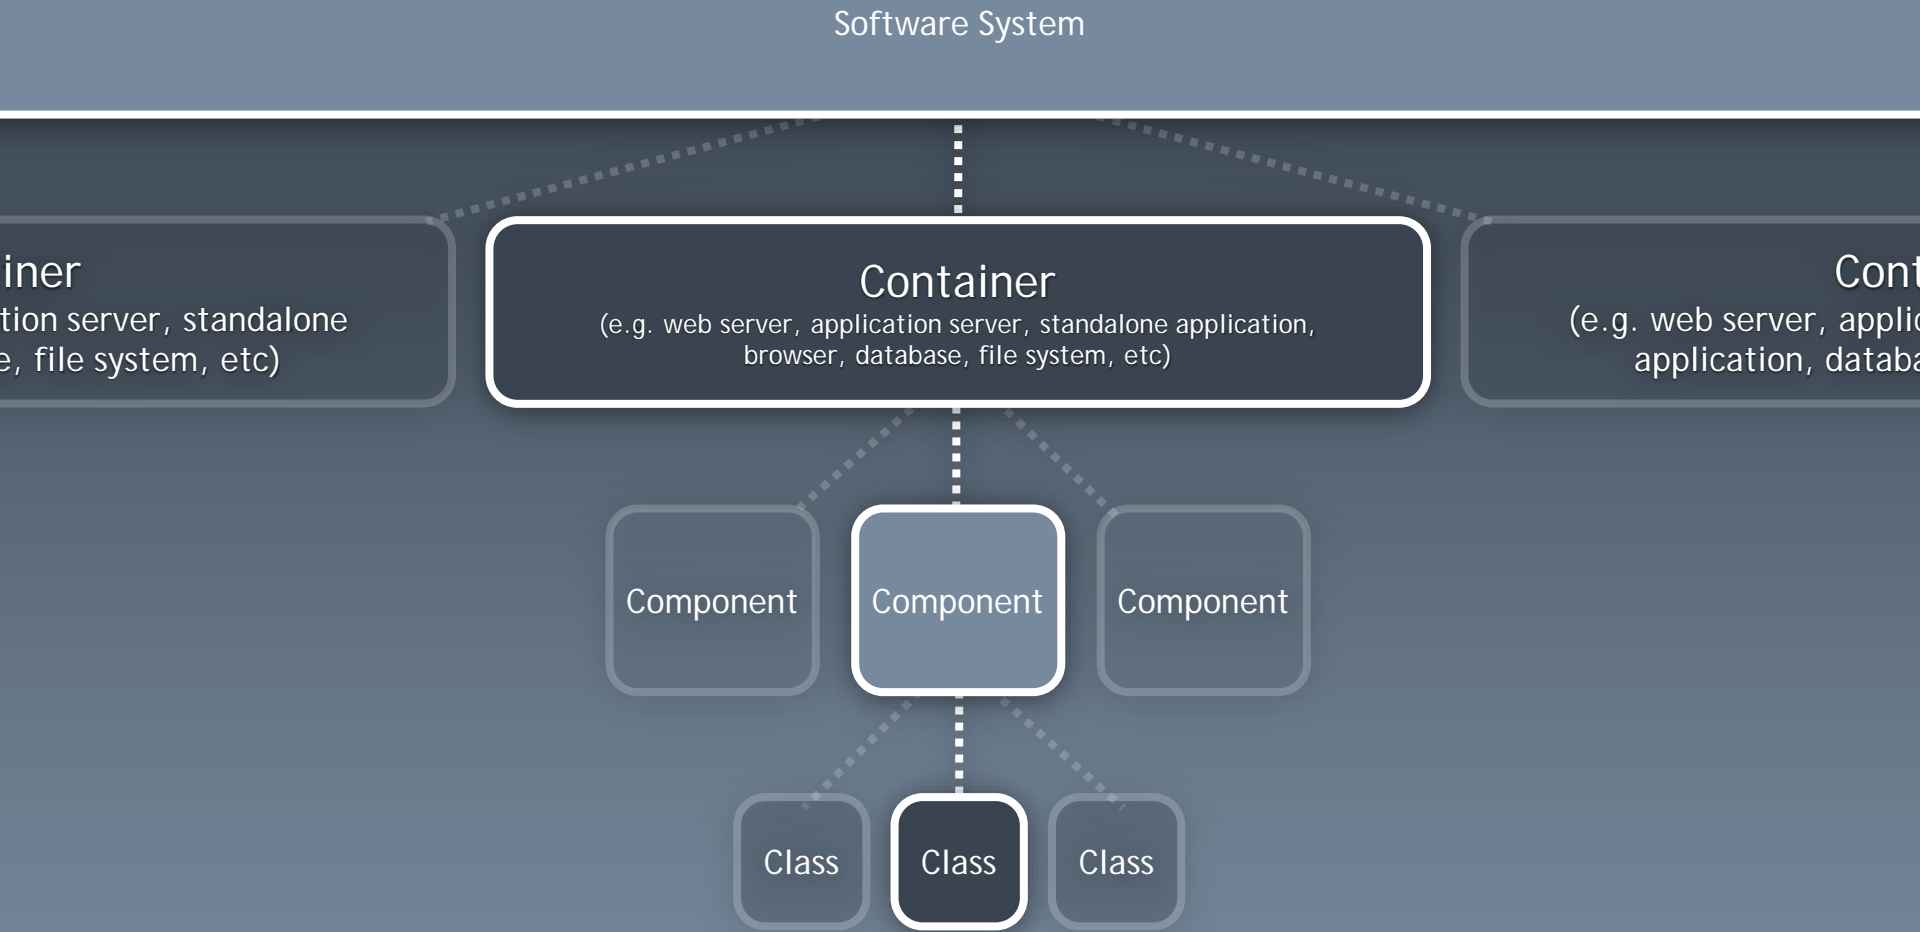 Software System
iner
tion server, standalone
e, file system, etc)
Container
(e.g. web server, application server, standalone application,
browser, database, file system, etc)
Cont
(e.g. web server, applic
application, databa
Component
Component
Component
Class
Class
Class